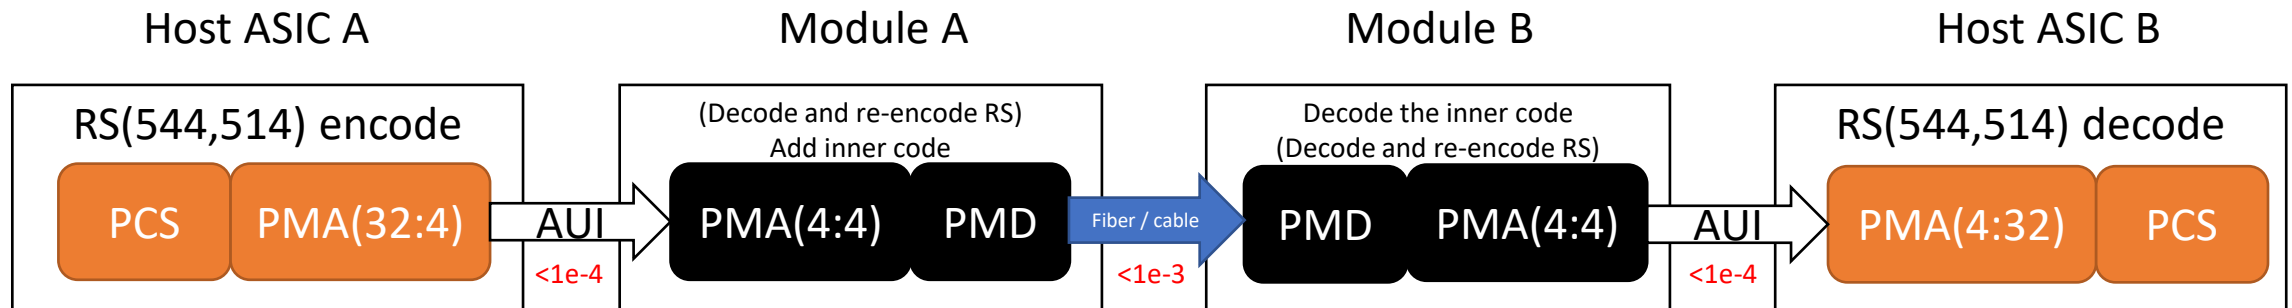 Host ASIC A
Module A
Module B
Host ASIC B
RS(544,514) encode
(Decode and re-encode RS)
Add inner code
Decode the inner code
(Decode and re-encode RS)
RS(544,514) decode
PCS
PMA(32:4)
AUI
PMA(4:4)
PMD
Fiber / cable
PMD
PMA(4:4)
AUI
PMA(4:32)
PCS
<1e-4
<1e-3
<1e-4